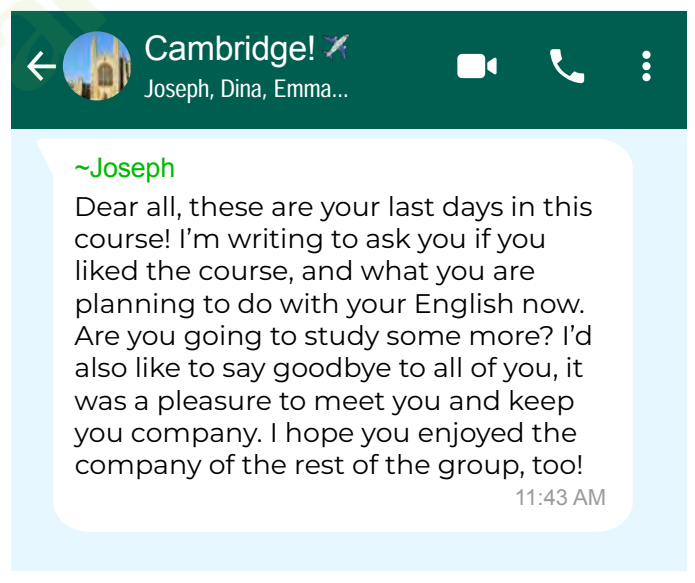 Cambridge!
Joseph, Dina, Emma...
~Joseph
Dear all, these are your last days in this
course! I'm writing to ask you if you
liked the course, and what you are
planning to do with your English now.
Are you going to study some more? I'd
also like to say goodbye to all of you, it
was a pleasure to meet you and keep
you company. I hope you enjoyed the
company of the rest of the group, too!
11:43 AM